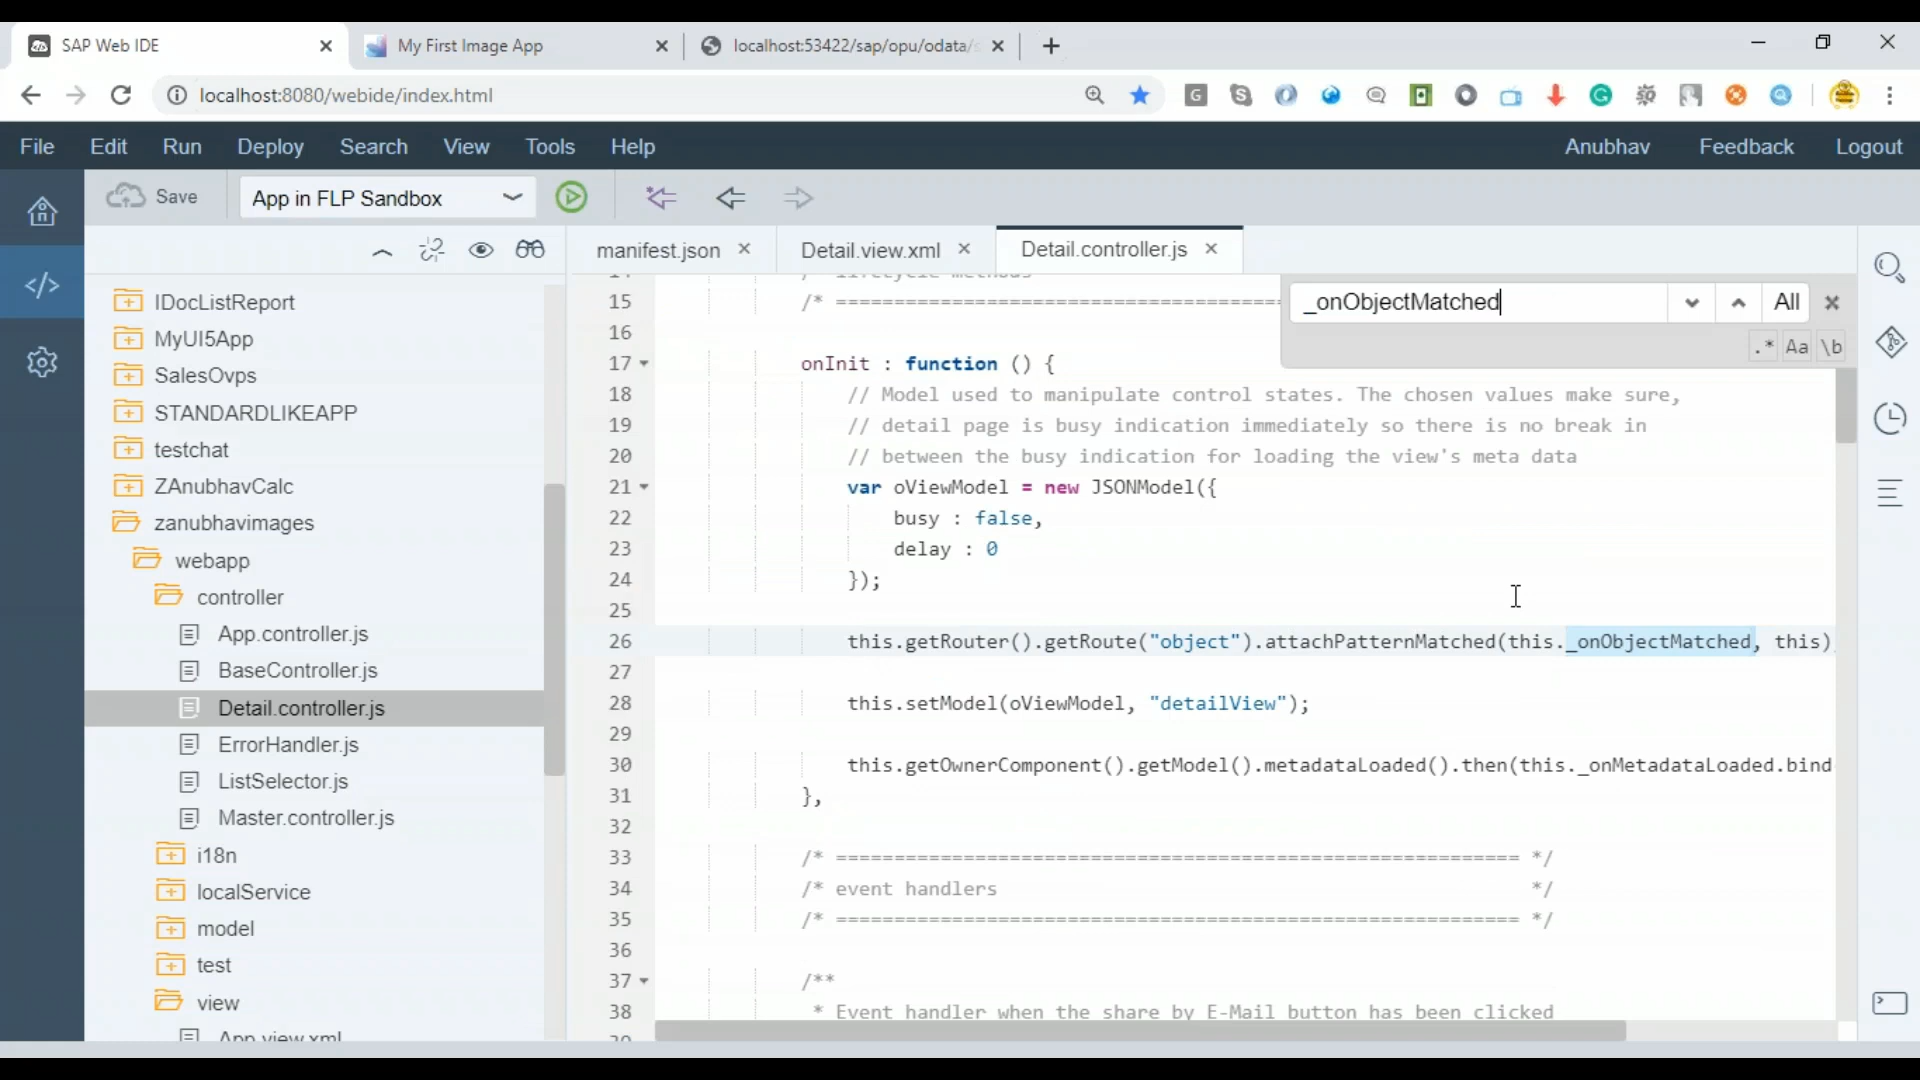 SAP Web IDE
My First Image App
localhost:53422/sap/opu/odata/
localhost:8080/webide/index.html
File Edit Run Deploy Search View Tools Help
Anubhav Feedback Logout
Save
App in FLP Sandbox
manifest.json
Detail.view.xml
Detail.controller.js
_onObjectMatched
All
.* Aa \b
IDocListReport
MyUI5App
SalesOvps
STANDARDLIKEAPP
testchat
ZAnubhavCalc
zanubhavimages
webapp
controller
App.controller.js
BaseController.js
Detail.controller.js
ErrorHandler.js
ListSelector.js
Master.controller.js
i18n
localService
model
test
view
App.view.xml
/* lifecycle methods
15 /* =====================================
16
17 onInit : function () {
18 // Model used to manipulate control states. The chosen values make sure,
19 // detail page is busy indication immediately so there is no break in
20 // between the busy indication for loading the view's meta data
21 var oViewModel = new JSONModel({
22 busy : false,
23 delay : 0
24 });
25
26 this.getRouter().getRoute("object").attachPatternMatched(this._onObjectMatched, this)
27
28 this.setModel(oViewModel, "detailView");
29
30 this.getOwnerComponent().getModel().metadataLoaded().then(this._onMetadataLoaded.bind
31 },
32
33 /* =========================================================== */
34 /* event handlers */
35 /* =========================================================== */
36
37 /**
38 * Event handler when the share by E-Mail button has been clicked